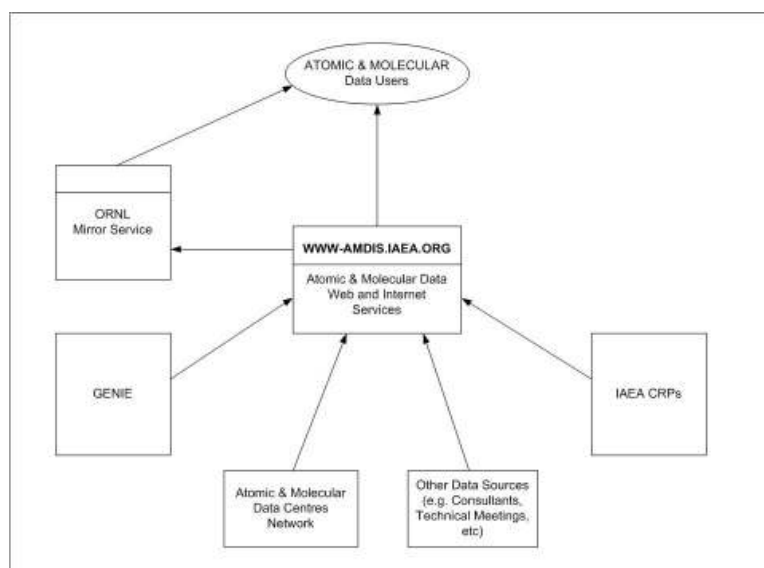 ATOMIC & MOLECULAR
Data Users
ORNL
Mirror Service
WWW-AMDIS.IAEA.ORG
Atomic & Molecular Data
Web and Internet
Services
GENIE
IAEA CRPs
Atomic & Molecular
Data Centres
Network
Other Data Sources
(e.g. Consultants,
Technical Meetings,
etc)